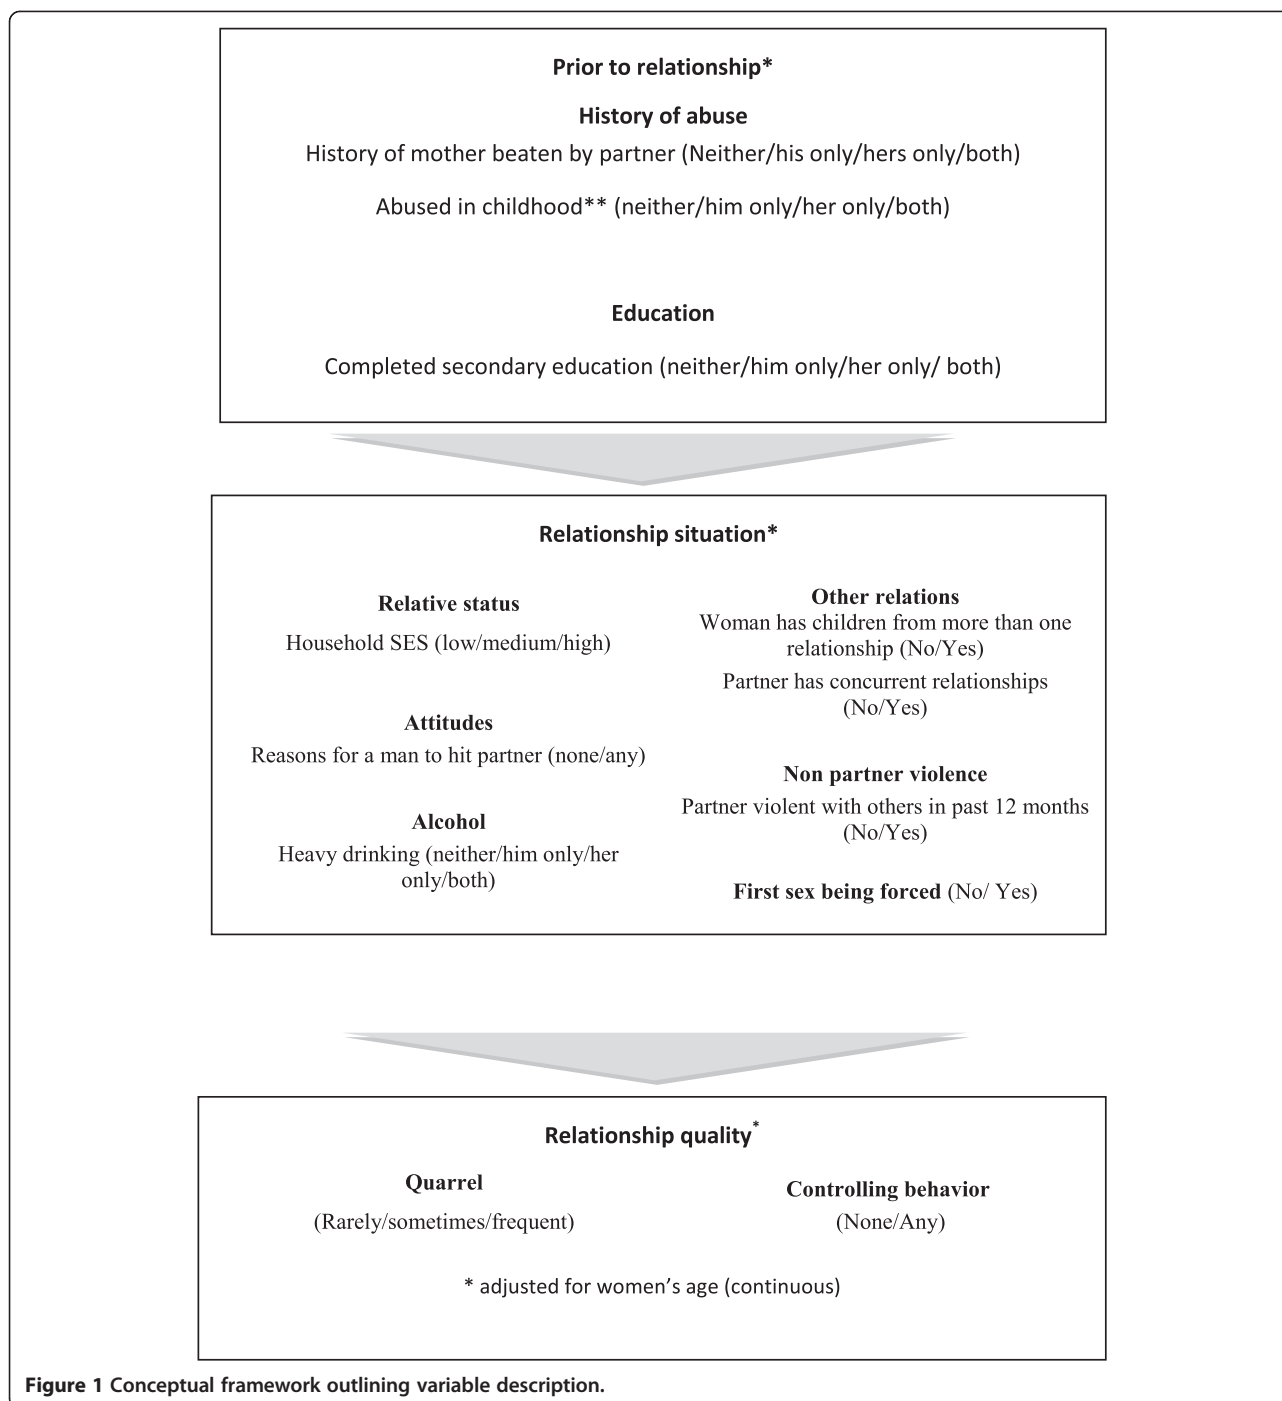 Prior to relationship*
History of abuse
History of mother beaten by partner (Neither/his only/hers only/both)
Abused in childhood** (neither/him only/her only/both)
Education
Completed secondary education (neither/him only/her only/ both)
Relationship situation*
Relative status
Household SES (low/medium/high)
Attitudes
Reasons for a man to hit partner (none/any)
Alcohol
Heavy drinking (neither/him only/her
only/both)
Other relations
Woman has children from more than one
relationship (No/Yes)
Partner has concurrent relationships
(No/Yes)
Non partner violence
Partner violent with others in past 12 months
(No/Yes)
First sex being forced (No/ Yes)
Relationship quality*
Quarrel
(Rarely/sometimes/frequent)
Controlling behavior
(None/Any)
* adjusted for women’s age (continuous)
Figure 1 Conceptual framework outlining variable description.